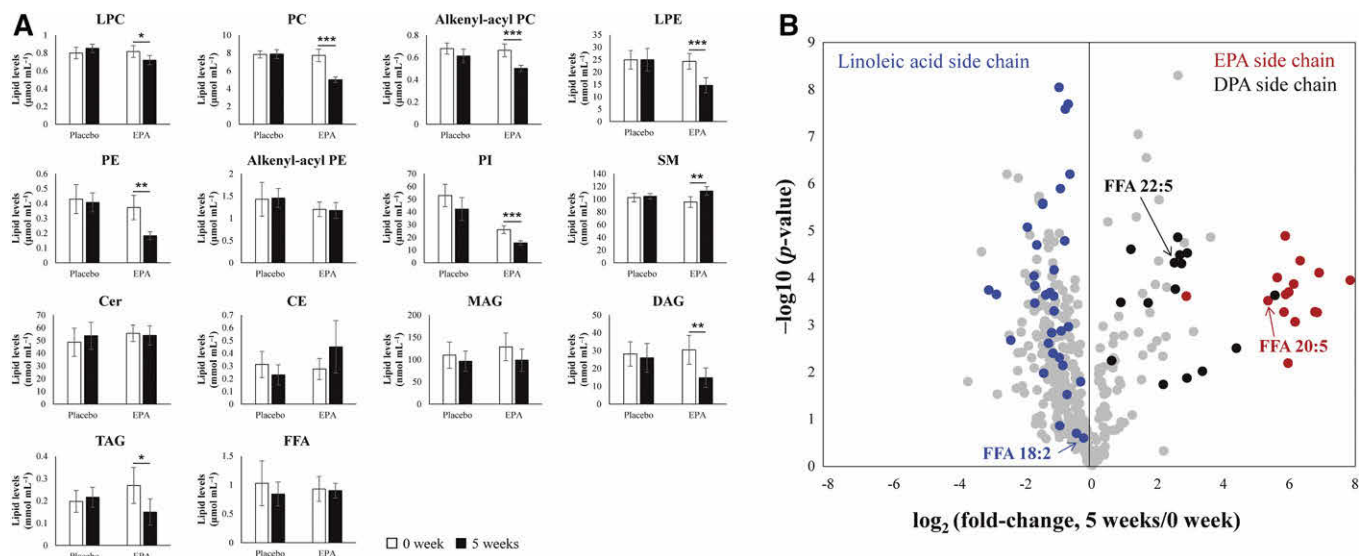 A
LPC
Lipid levels
(μmol mL⁻¹)
1
0.8
0.6
0.4
0.2
0
*
Placebo
EPA
PC
Lipid levels
(μmol mL⁻¹)
10
8
6
4
2
0
***
Placebo
EPA
Alkenyl-acyl PC
Lipid levels
(μmol mL⁻¹)
0.8
0.6
0.4
0.2
0
***
Placebo
EPA
LPE
Lipid levels
(nmol mL⁻¹)
35
30
25
20
15
10
5
0
***
Placebo
EPA
PE
Lipid levels
(μmol mL⁻¹)
0.6
0.5
0.4
0.3
0.2
0.1
0
**
Placebo
EPA
Alkenyl-acyl PE
Lipid levels
(μmol mL⁻¹)
2
1.5
1
0.5
0
Placebo
EPA
PI
Lipid levels
(nmol mL⁻¹)
70
60
50
40
30
20
10
0
***
Placebo
EPA
SM
Lipid levels
(nmol mL⁻¹)
140
120
100
80
60
40
20
0
**
Placebo
EPA
Cer
Lipid levels
(nmol mL⁻¹)
70
60
50
40
30
20
10
0
Placebo
EPA
CE
Lipid levels
(mmol mL⁻¹)
0.7
0.6
0.5
0.4
0.3
0.2
0.1
0
Placebo
EPA
MAG
Lipid levels
(nmol mL⁻¹)
200
150
100
50
0
Placebo
EPA
DAG
Lipid levels
(nmol mL⁻¹)
50
40
30
20
10
0
**
Placebo
EPA
TAG
Lipid levels
(mmol mL⁻¹)
0.4
0.3
0.2
0.1
0
*
Placebo
EPA
FFA
Lipid levels
(μmol mL⁻¹)
1.5
1
0.5
0
Placebo
EPA
0 week
5 weeks
B
−log10 (p-value)
9
8
7
6
5
4
3
2
1
0
Linoleic acid side chain
EPA side chain
DPA side chain
FFA 22:5
FFA 20:5
FFA 18:2
-8
-6
-4
-2
0
2
4
6
8
log₂ (fold-change, 5 weeks/0 week)